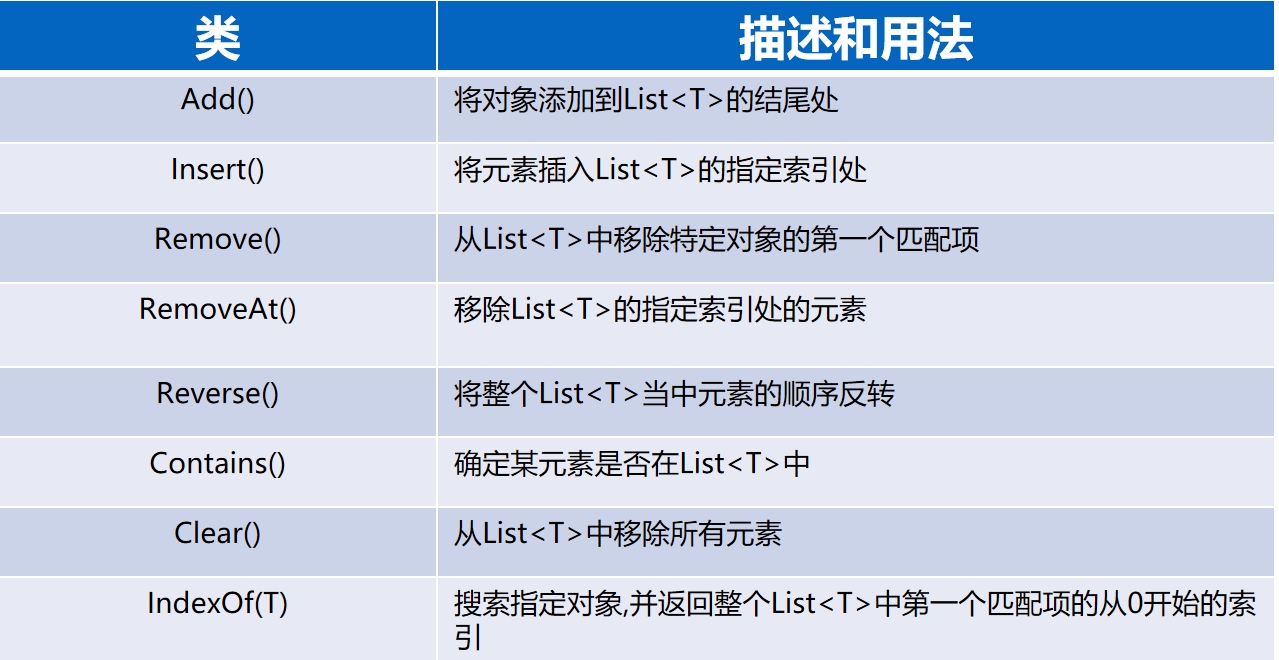 类 描述和用法
Add() 将对象添加到List<T>的结尾处
Insert() 将元素插入List<T>的指定索引处
Remove() 从List<T>中移除特定对象的第一个匹配项
RemoveAt() 移除List<T>的指定索引处的元素
Reverse() 将整个List<T>当中元素的顺序反转
Contains() 确定某元素是否在List<T>中
Clear() 从List<T>中移除所有元素
IndexOf(T) 搜索指定对象,并返回整个List<T>中第一个匹配项的从0开始的索
引